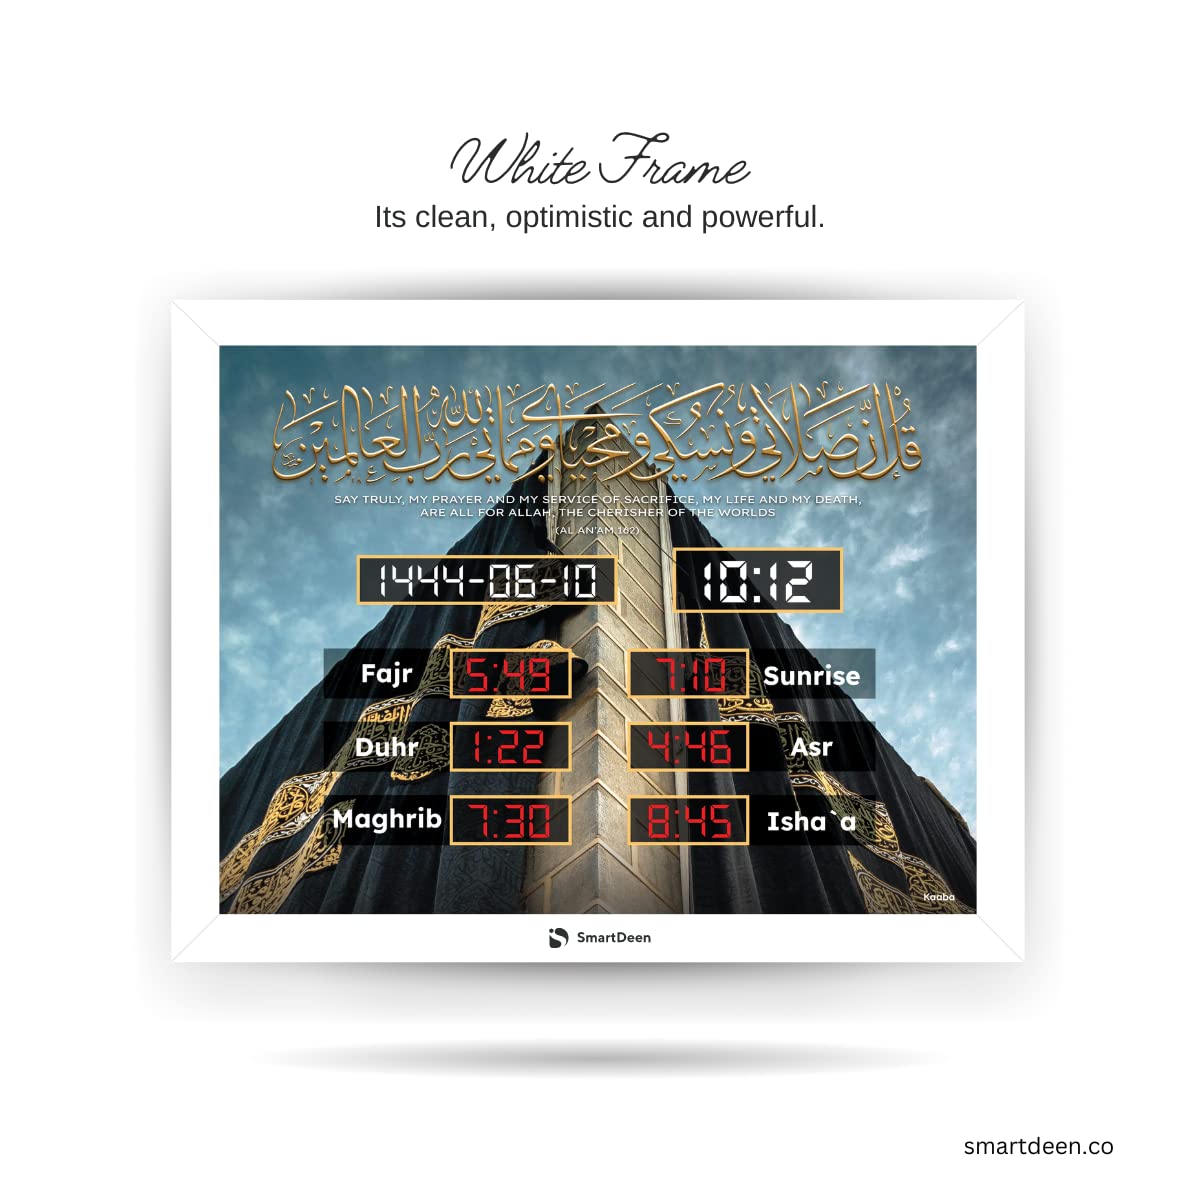 White Frame
Its clean, optimistic and powerful.
قُل إِنَّ صَلَاتِي وَنُسُكِي وَمَحْيَايَ وَمَمَاتِي لِلَّهِ رَبِّ الْعَالَمِينَ
SAY TRULY, MY PRAYER AND MY SERVICE OF SACRIFICE, MY LIFE AND MY DEATH,
ARE ALL FOR ALLAH, THE CHERISHER OF THE WORLDS
(AL AN'AM 162)
1444-06-10 10:12
Fajr 5:49 7:10 Sunrise
Duhr 1:22 4:46 Asr
Maghrib 7:30 8:45 Isha`a
Kaaba
SmartDeen
smartdeen.co